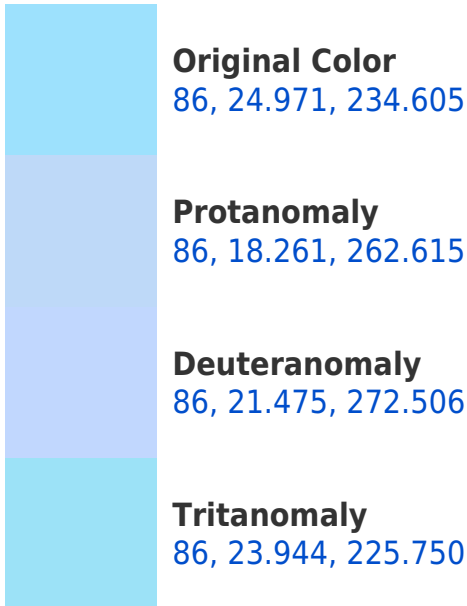 Original Color
86, 24.971, 234.605
Protanomaly
86, 18.261, 262.615
Deuteranomaly
86, 21.475, 272.506
Tritanomaly
86, 23.944, 225.750